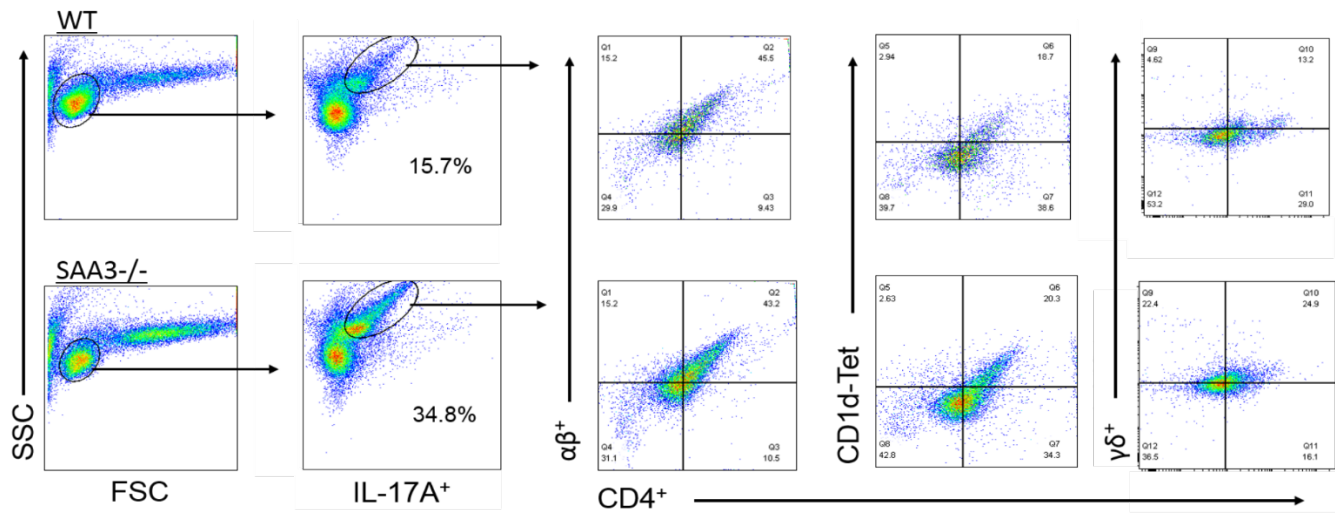 WT
15.7%
Q1
15.2
Q2
45.5
Q4
29.9
Q3
9.43
Q5
2.94
Q6
18.7
Q8
39.7
Q7
38.6
Q9
4.62
Q10
13.2
Q12
53.2
Q11
29.0
SAA3-/-
34.8%
Q1
15.2
Q2
43.2
Q4
31.1
Q3
10.5
Q5
2.63
Q6
20.3
Q8
42.8
Q7
34.3
Q9
22.4
Q10
24.9
Q12
36.5
Q11
16.1
SSC
αβ⁺
CD1d-Tet
γδ⁺
FSC
IL-17A⁺
CD4⁺